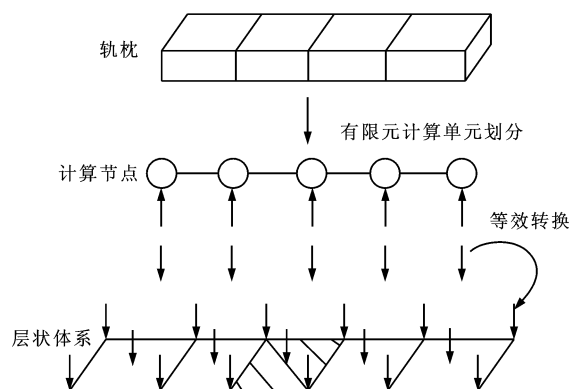 轨枕
有限元计算单元划分
计算节点
等效转换
层状体系